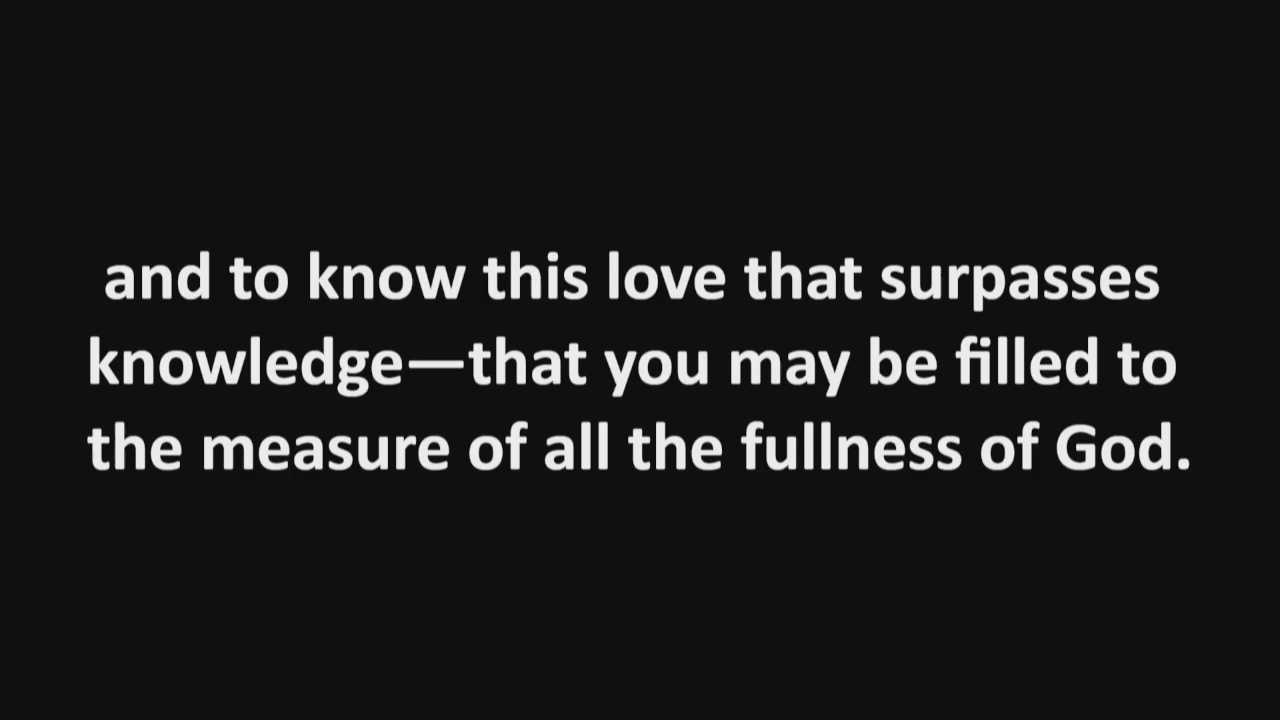 and to know this love that surpasses
knowledge—that you may be filled to
the measure of all the fullness of God.